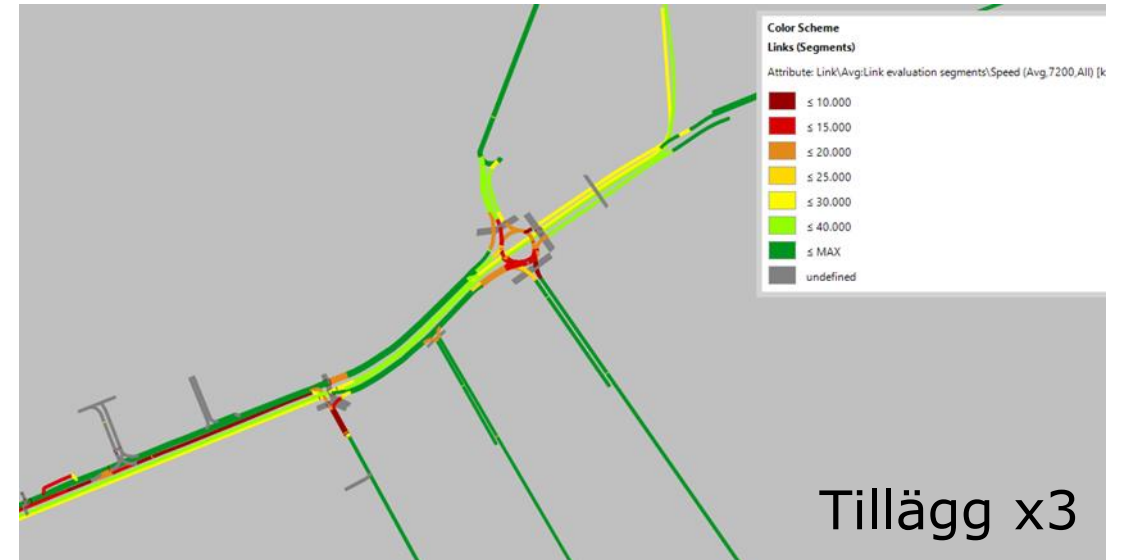 Color Scheme
Links (Segments)
Attribute: Link\Avg:Link evaluation segments\Speed (Avg,7200,All) [k
≤ 10.000
≤ 15.000
≤ 20.000
≤ 25.000
≤ 30.000
≤ 40.000
≤ MAX
undefined
Tillägg x3